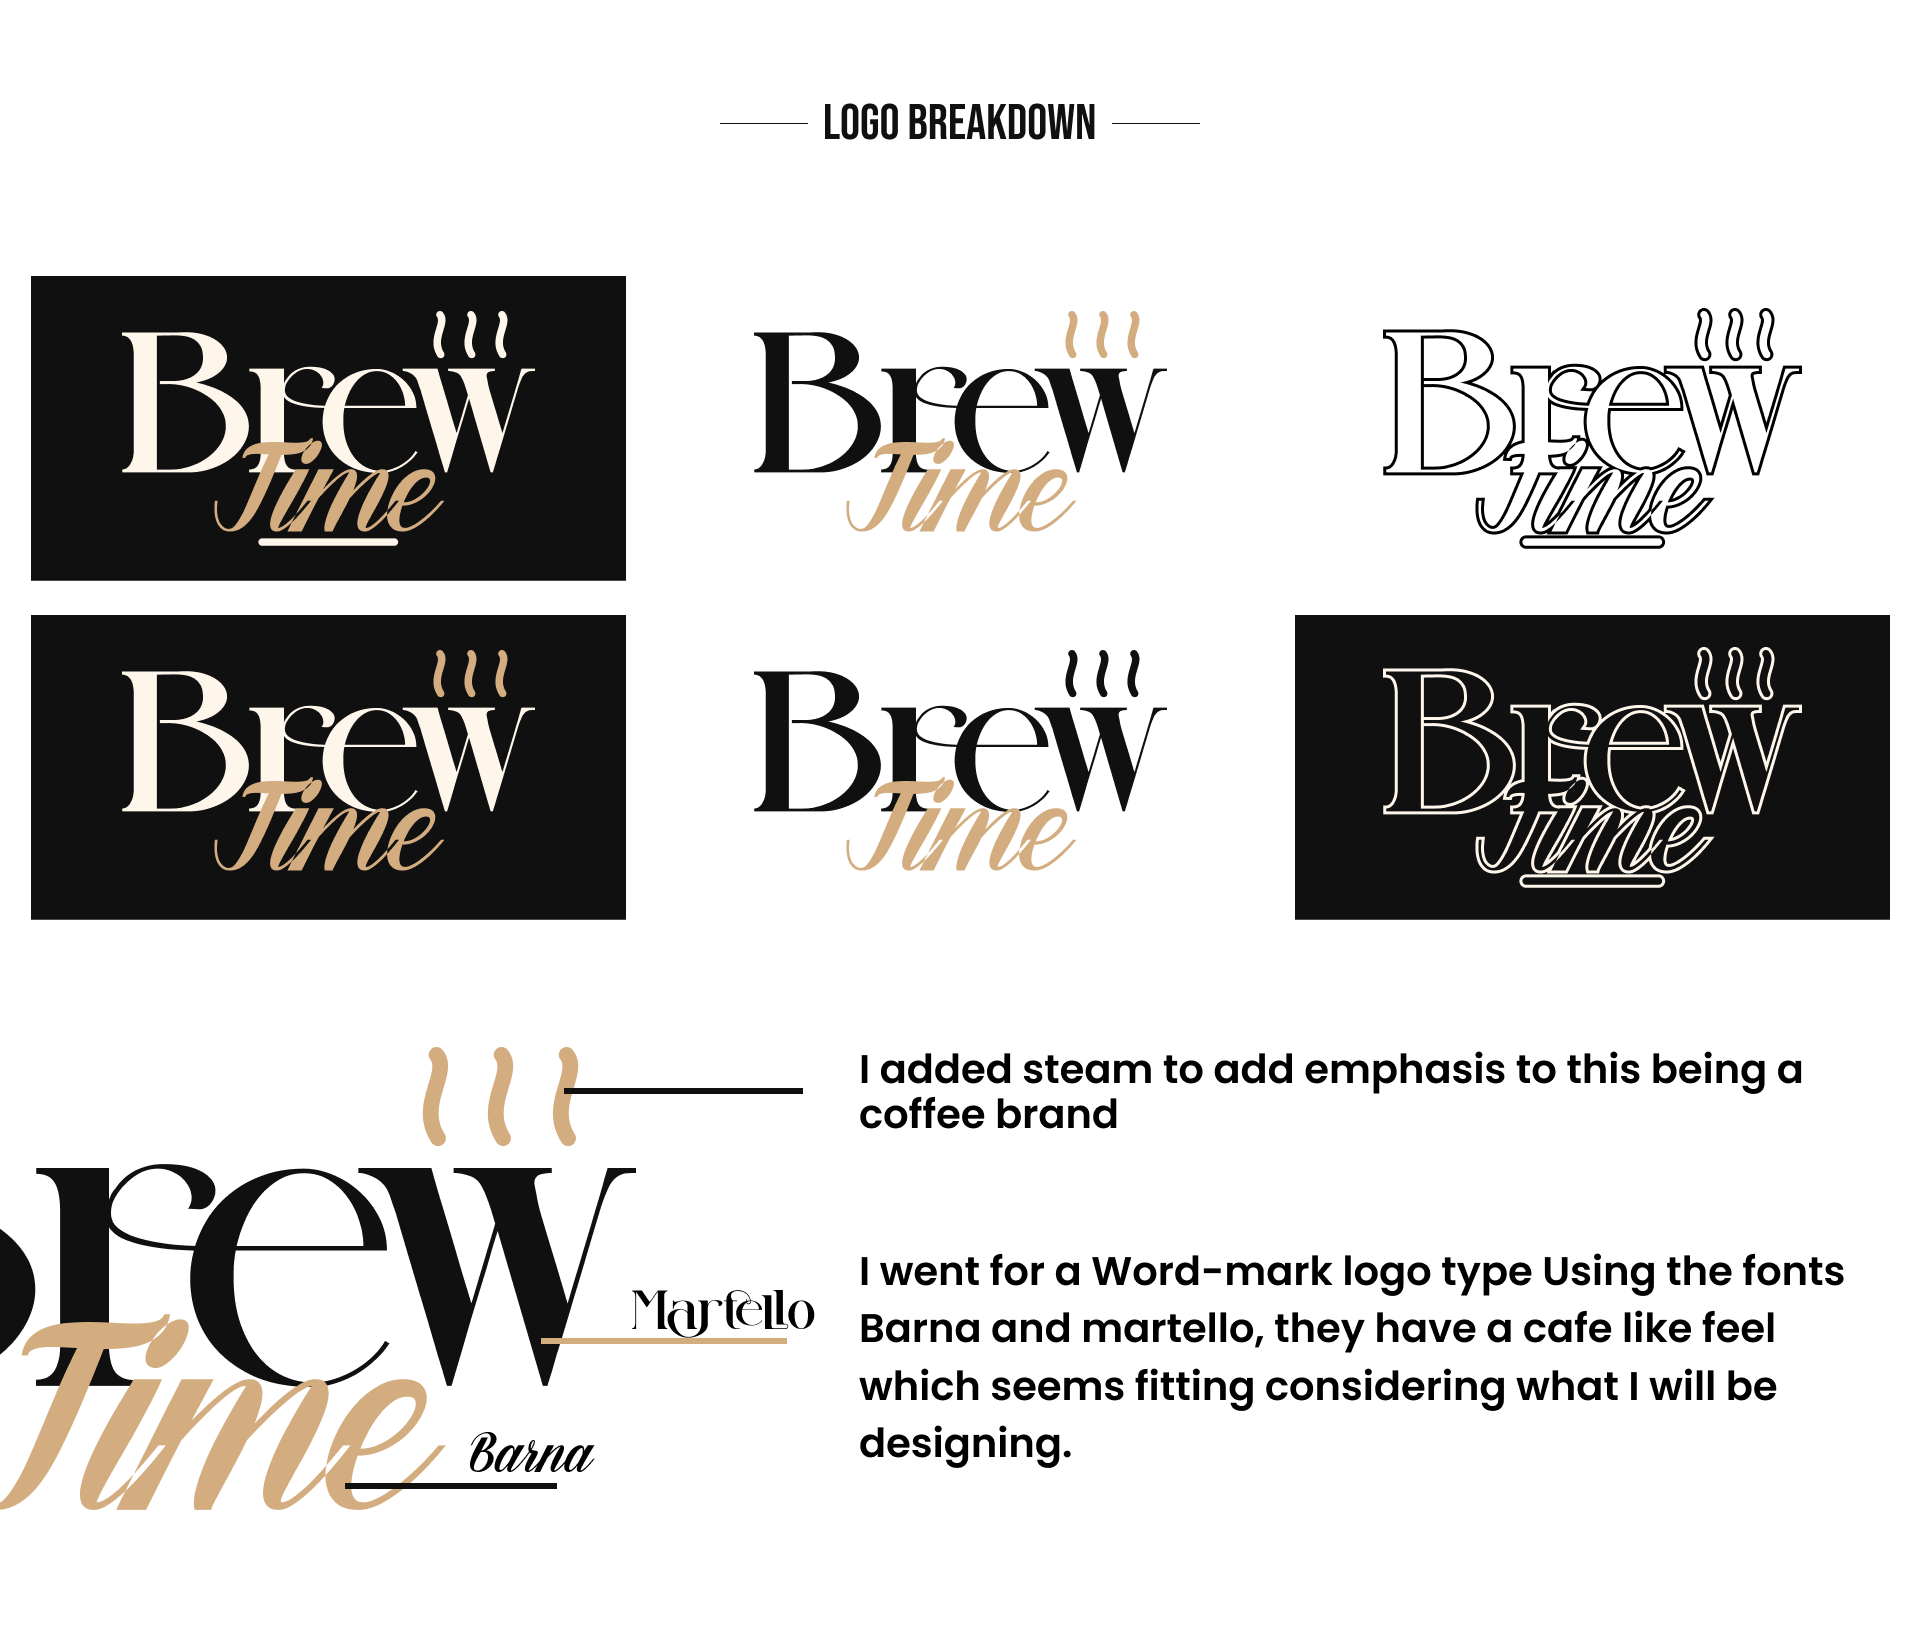 LOGO BREAKDOWN
Brew
Time
Brew
Time
Brew
Time
Brew
Time
Brew
Time
Brew
Time
I added steam to add emphasis to this being a
coffee brand
rew
Time
Martello
Barna
I went for a Word-mark logo type Using the fonts
Barna and martello, they have a cafe like feel
which seems fitting considering what I will be
designing.